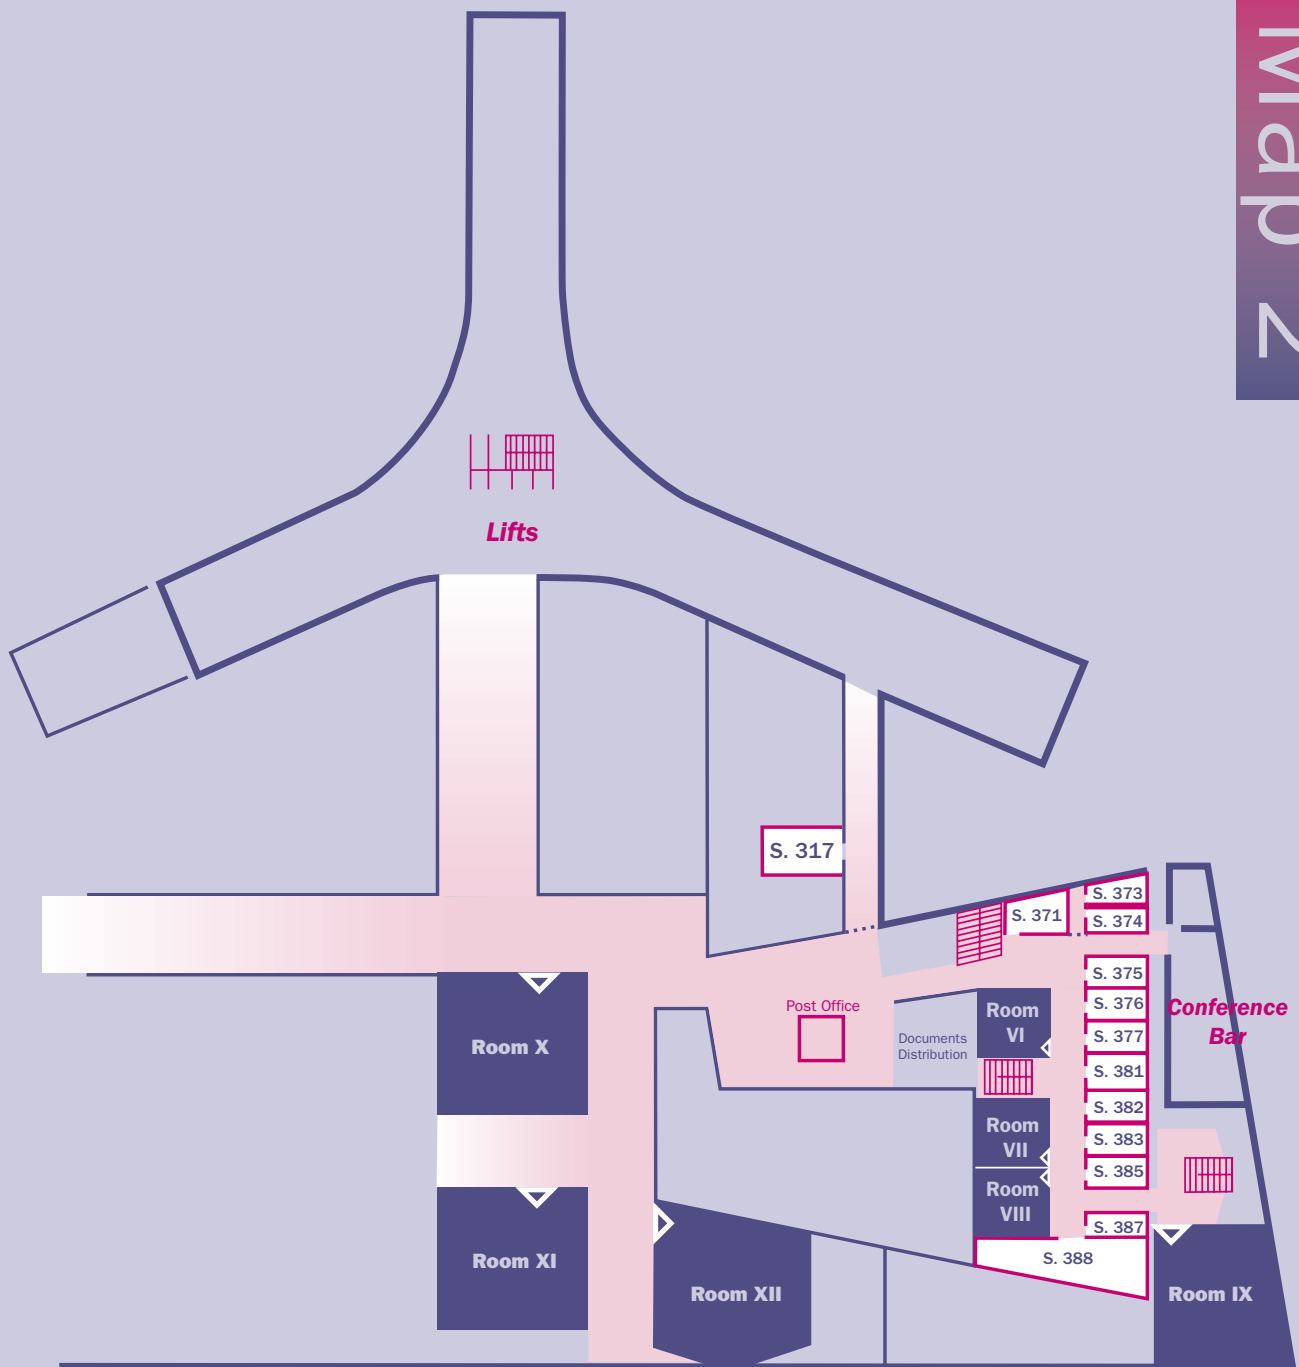 Map 2
Lifts
S. 317
S. 373
S. 371
S. 374
S. 375
Post Office
Room
VI
S. 376
Conference
Bar
Documents
Distribution
S. 377
Room X
S. 381
S. 382
Room
VII
S. 383
S. 385
Room
VIII
S. 387
Room XI
S. 388
Room XII
Room IX